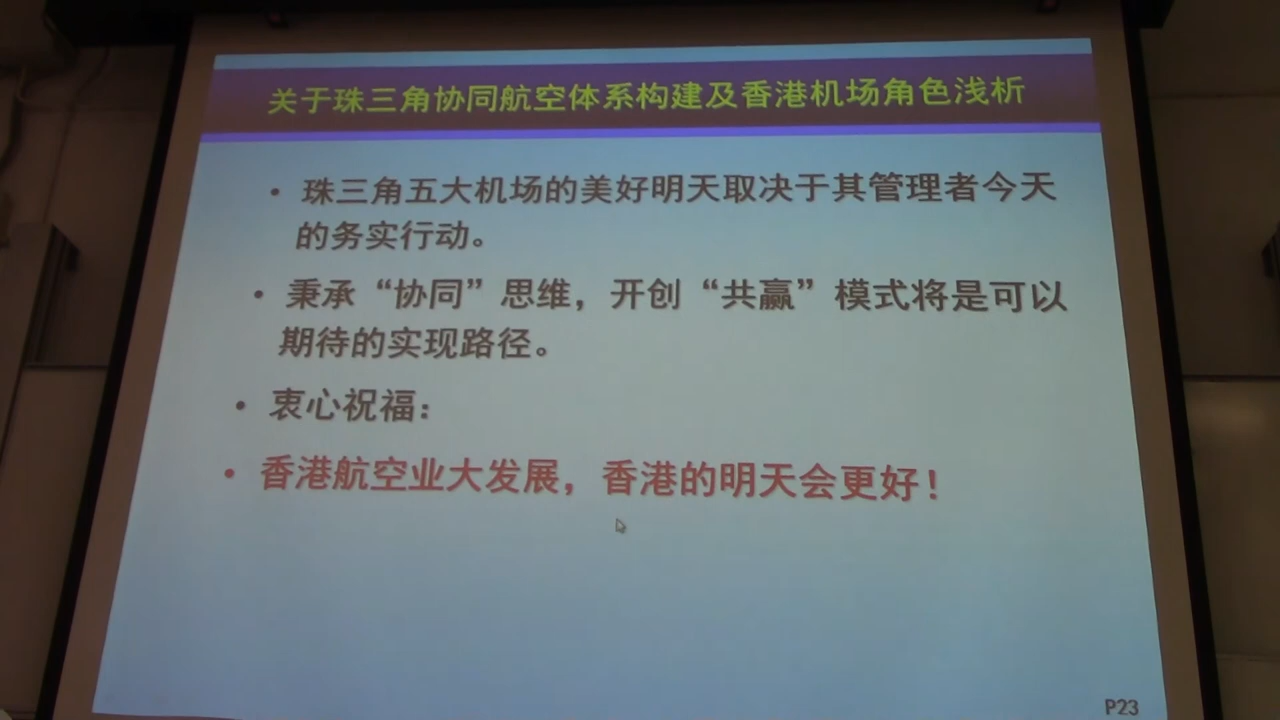 关于珠三角协同航空体系构建及香港机场角色浅析
• 珠三角五大机场的美好明天取决于其管理者今天
的务实行动。
• 秉承“协同”思维，开创“共赢”模式将是可以
期待的实现路径。
• 衷心祝福：
• 香港航空业大发展，香港的明天会更好！
P23